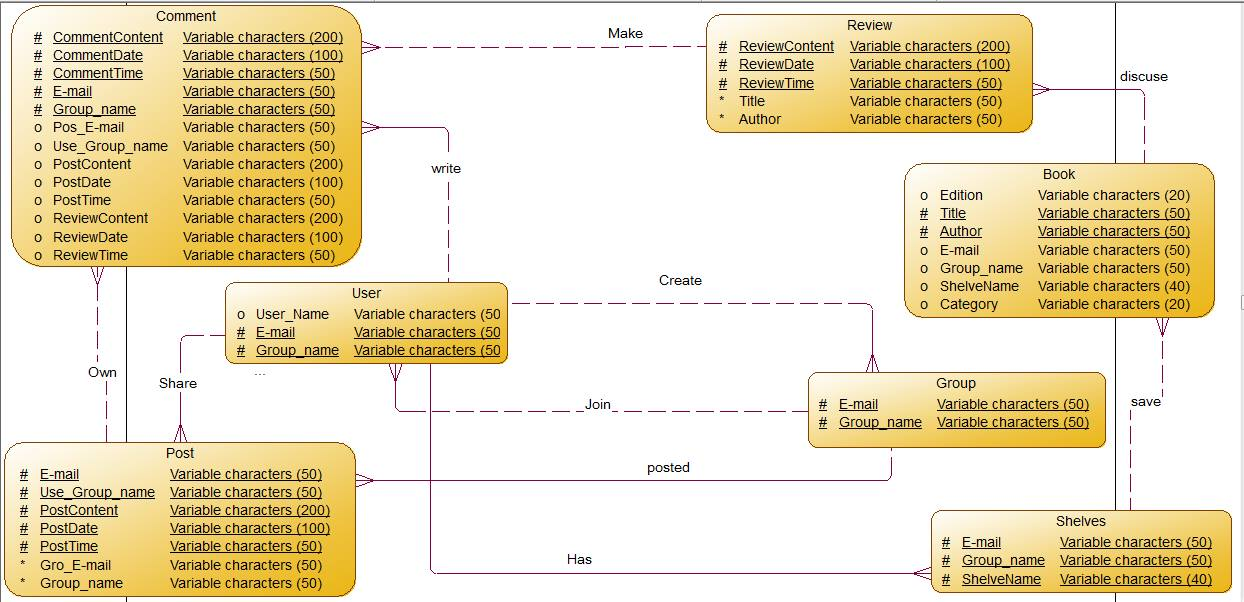 Comment
# CommentContent Variable characters (200)
# CommentDate Variable characters (100)
# CommentTime Variable characters (50)
# E-mail Variable characters (50)
# Group_name Variable characters (50)
o Pos_E-mail Variable characters (50)
o Use_Group_name Variable characters (50)
o PostContent Variable characters (200)
o PostDate Variable characters (100)
o PostTime Variable characters (50)
o ReviewContent Variable characters (200)
o ReviewDate Variable characters (100)
o ReviewTime Variable characters (50)
Make
Review
# ReviewContent Variable characters (200)
# ReviewDate Variable characters (100)
# ReviewTime Variable characters (50)
* Title Variable characters (50)
* Author Variable characters (50)
discuse
write
Book
o Edition Variable characters (20)
# Title Variable characters (50)
# Author Variable characters (50)
o E-mail Variable characters (50)
o Group_name Variable characters (50)
o ShelveName Variable characters (40)
o Category Variable characters (20)
User
o User_Name Variable characters (50
# E-mail Variable characters (50
# Group_name Variable characters (50
...
Create
Own
Share
Join
Group
# E-mail Variable characters (50)
# Group_name Variable characters (50)
save
Post
# E-mail Variable characters (50)
# Use_Group_name Variable characters (50)
# PostContent Variable characters (200)
# PostDate Variable characters (100)
# PostTime Variable characters (50)
* Gro_E-mail Variable characters (50)
* Group_name Variable characters (50)
posted
Has
Shelves
# E-mail Variable characters (50)
# Group_name Variable characters (50)
# ShelveName Variable characters (40)